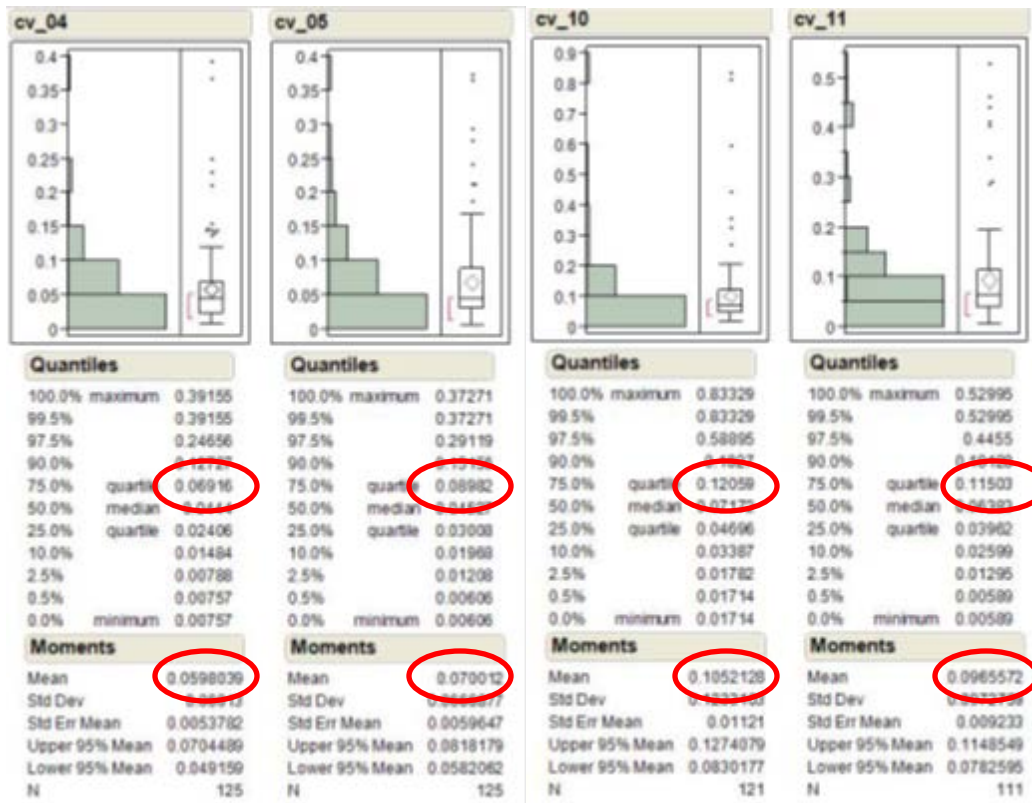 cv_04
0.4
0.35
0.3
0.25
0.2
0.15
0.1
0.05
0
Quantiles
100.0% maximum 0.39155
99.5% 0.39155
97.5% 0.24656
90.0%
75.0% quartile 0.06916
50.0% median
25.0% quartile 0.02406
10.0% 0.01484
2.5% 0.00788
0.5% 0.00757
0.0% minimum 0.00757
Moments
Mean 0.0598039
Std Dev
Std Err Mean 0.0053782
Upper 95% Mean 0.0704489
Lower 95% Mean 0.049159
N 125
cv_05
0.4
0.35
0.3
0.25
0.2
0.15
0.1
0.05
0
Quantiles
100.0% maximum 0.37271
99.5% 0.37271
97.5% 0.29119
90.0%
75.0% quartile 0.08982
50.0% median
25.0% quartile 0.03008
10.0% 0.01968
2.5% 0.01208
0.5% 0.00606
0.0% minimum 0.00606
Moments
Mean 0.070012
Std Dev
Std Err Mean 0.0059647
Upper 95% Mean 0.0818179
Lower 95% Mean 0.0582062
N 125
cv_10
0.9
0.8
0.7
0.6
0.5
0.4
0.3
0.2
0.1
0
Quantiles
100.0% maximum 0.83329
99.5% 0.83329
97.5% 0.58895
90.0%
75.0% quartile 0.12059
50.0% median
25.0% quartile 0.04696
10.0% 0.03387
2.5% 0.01782
0.5% 0.01714
0.0% minimum 0.01714
Moments
Mean 0.1052128
Std Dev
Std Err Mean 0.01121
Upper 95% Mean 0.1274079
Lower 95% Mean 0.0830177
N 121
cv_11
0.5
0.4
0.3
0.2
0.1
0
Quantiles
100.0% maximum 0.52995
99.5% 0.52995
97.5% 0.4455
90.0%
75.0% quartile 0.11503
50.0% median
25.0% quartile 0.03962
10.0% 0.02599
2.5% 0.01295
0.5% 0.00589
0.0% minimum 0.00589
Moments
Mean 0.0965572
Std Dev
Std Err Mean 0.009233
Upper 95% Mean 0.1148549
Lower 95% Mean 0.0782595
N 111